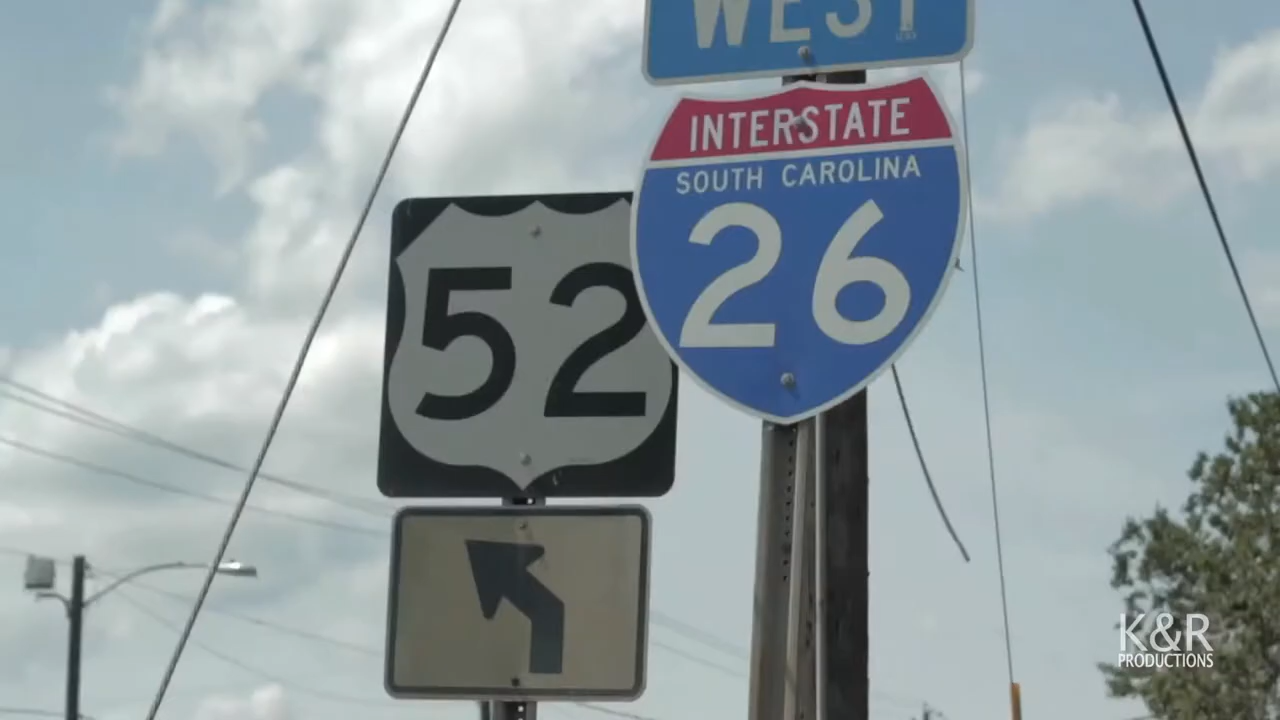 WEST
INTERSTATE
SOUTH CAROLINA
26
52
K&R
PRODUCTIONS